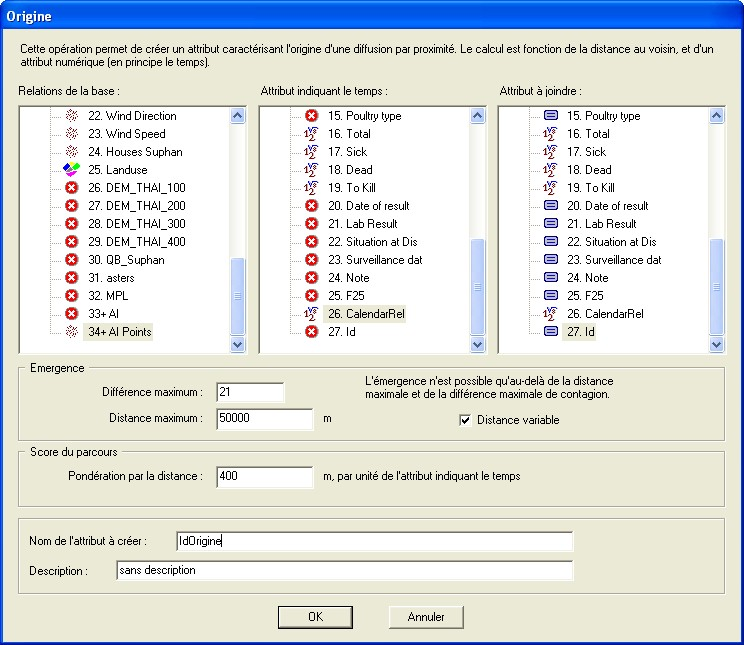 Origine
Cette opération permet de créer un attribut caractérisant l'origine d'une diffusion par proximité. Le calcul est fonction de la distance au voisin, et d'un
attribut numérique (en principe le temps).
Relations de la base :
22. Wind Direction
23. Wind Speed
24. Houses Suphan
25. Landuse
26. DEM_THAI_100
27. DEM_THAI_200
28. DEM_THAI_300
29. DEM_THAI_400
30. QB_Suphan
31. asters
32. MPL
33+ AI
34+ AI Points
Attribut indiquant le temps :
15. Poultry type
16. Total
17. Sick
18. Dead
19. To Kill
20. Date of result
21. Lab Result
22. Situation at Dis
23. Surveillance dat
24. Note
25. F25
26. CalendarRel
27. Id
Attribut à joindre :
15. Poultry type
16. Total
17. Sick
18. Dead
19. To Kill
20. Date of result
21. Lab Result
22. Situation at Dis
23. Surveillance dat
24. Note
25. F25
26. CalendarRel
27. Id
Emergence
Différence maximum : 21
Distance maximum : 50000 m
L'émergence n'est possible qu'au-delà de la distance
maximale et de la différence maximale de contagion.
Distance variable
Score du parcours
Pondération par la distance : 400 m, par unité de l'attribut indiquant le temps
Nom de l'attribut à créer : IdOrigine
Description : sans description
OK
Annuler